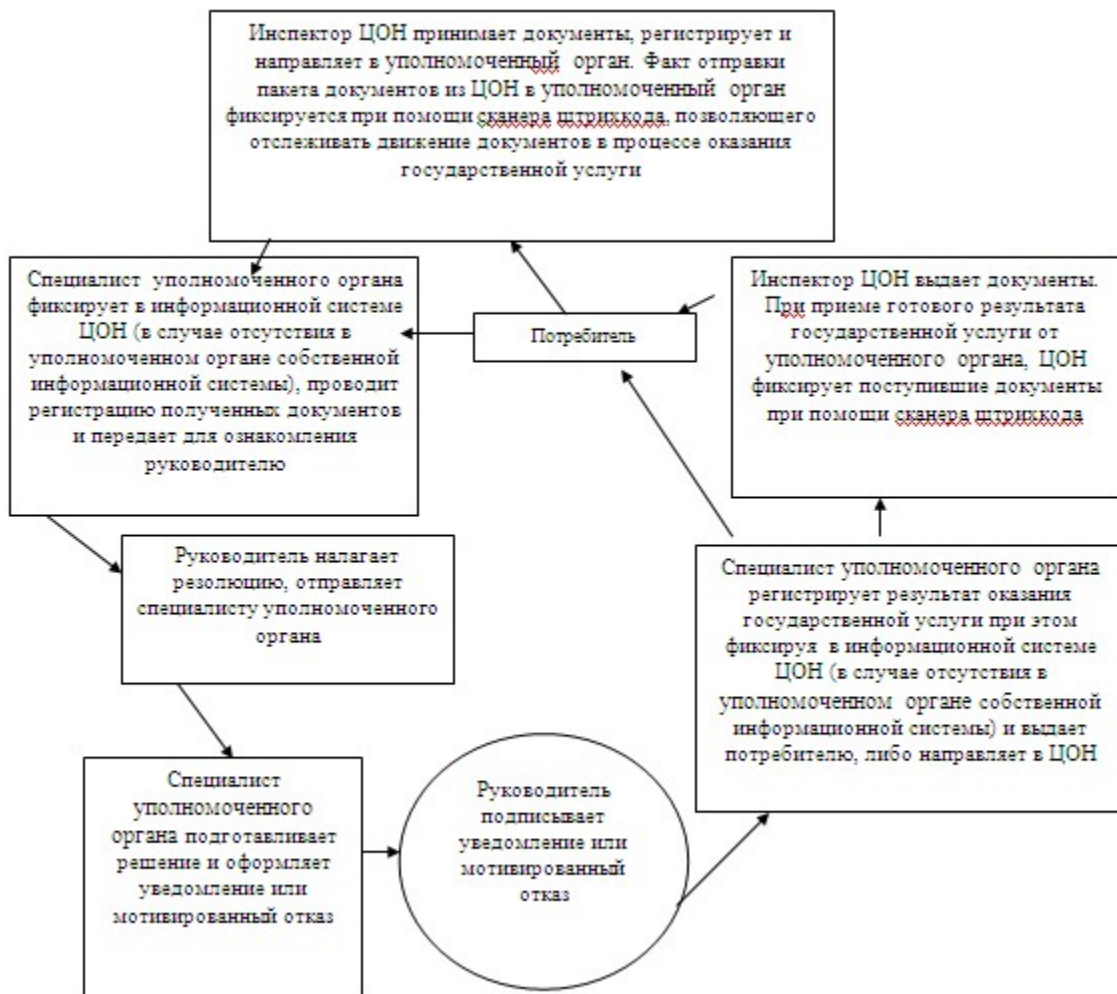 Инспектор ЦОН принимает документы, регистрирует и
направляет в уполномоченный орган. Факт отправки
пакета документов из ЦОН в уполномоченный орган
фиксируется при помощи сканера штрихкода, позволяющего
отслеживать движение документов в процессе оказания
государственной услуги
Специалист уполномоченного органа
фиксирует в информационной системе
ЦОН (в случае отсутствия в
уполномоченном органе собственной
информационной системы), проводит
регистрацию полученных документов
и передает для ознакомления
руководителю
Потребитель
Инспектор ЦОН выдает документы.
При приеме готового результата
государственной услуги от
уполномоченного органа, ЦОН
фиксирует поступившие документы
при помощи сканера штрихкода
Руководитель налагает
резолюцию, отправляет
специалисту уполномоченного
органа
Специалист уполномоченного органа
регистрирует результат оказания
государственной услуги при этом
фиксируя в информационной системе
ЦОН (в случае отсутствия в
уполномоченном органе собственной
информационной системы) и выдает
потребителю, либо направляет в ЦОН
Специалист
уполномоченного
органа подготавливает
решение и оформляет
уведомление или
мотивированный отказ
Руководитель
подписывает
уведомление или
мотивированный
отказ